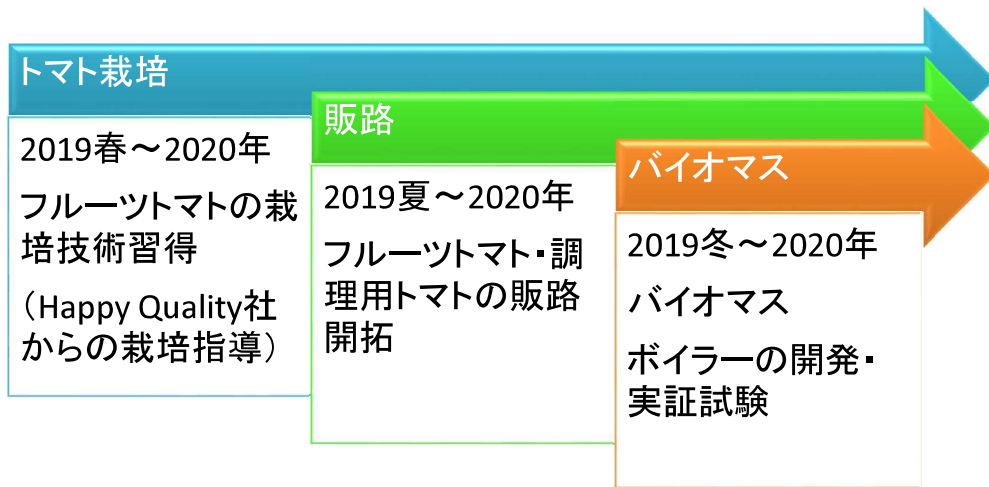 トマト栽培
2019春～2020年
フルーツトマトの栽
培技術習得
（Happy Quality社
からの栽培指導）
販路
2019夏～2020年
フルーツトマト・調
理用トマトの販路
開拓
バイオマス
2019冬～2020年
バイオマス
ボイラーの開発・
実証試験